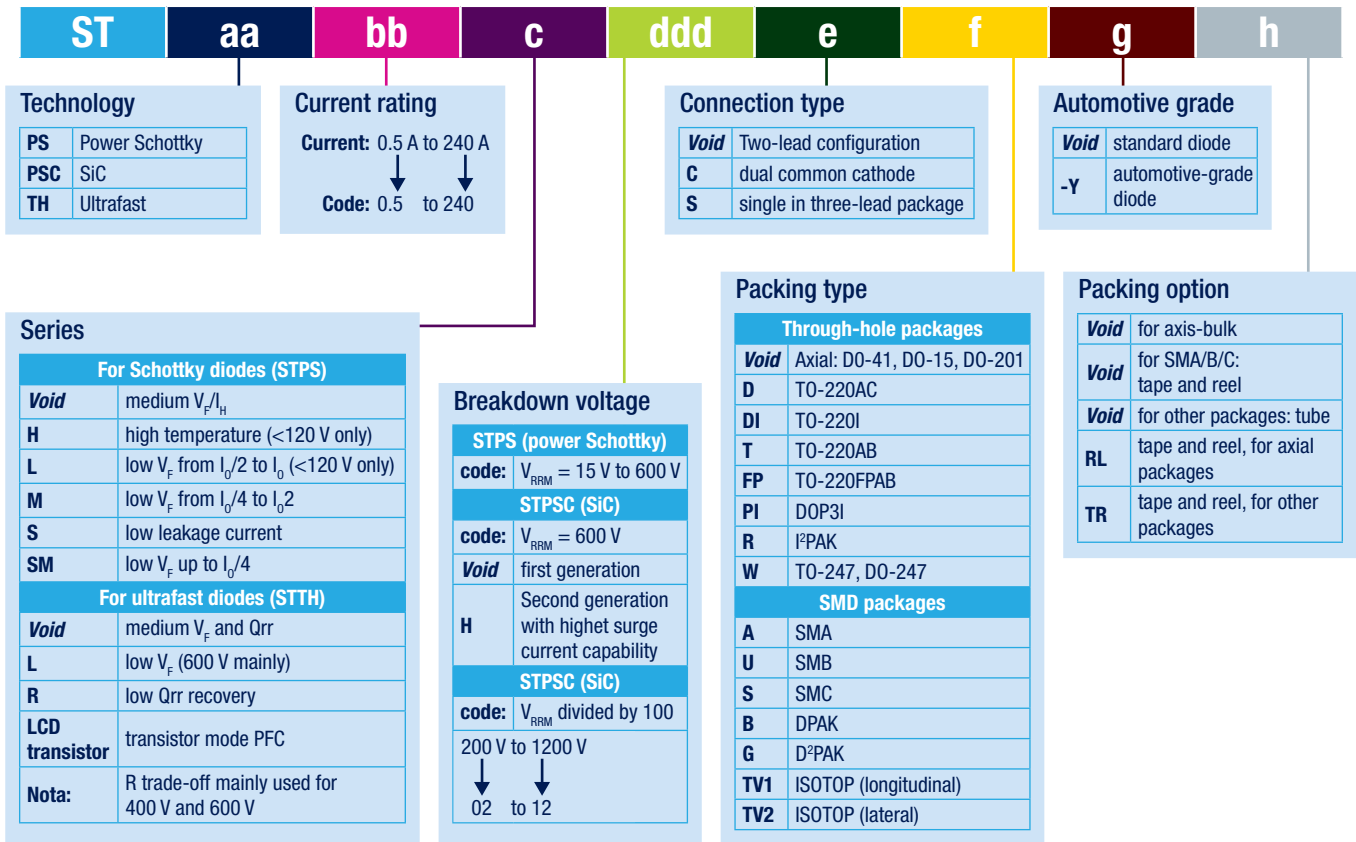 ST aa bb c ddd e f g h
Technology
PS Power Schottky
PSC SiC
TH Ultrafast
Current rating
Current: 0.5 A to 240 A
Code: 0.5 to 240
Connection type
Void Two-lead configuration
C dual common cathode
S single in three-lead package
Automotive grade
Void standard diode
-Y automotive-grade
diode
Series
For Schottky diodes (STPS)
Void medium VF/IH
H high temperature (<120 V only)
L low VF from I0/2 to I0 (<120 V only)
M low VF from I0/4 to I02
S low leakage current
SM low VF up to I0/4
For ultrafast diodes (STTH)
Void medium VF and Qrr
L low VF (600 V mainly)
R low Qrr recovery
LCD
transistor transistor mode PFC
Nota: R trade-off mainly used for
400 V and 600 V
Breakdown voltage
STPS (power Schottky)
code: VRRM = 15 V to 600 V
STPSC (SiC)
code: VRRM = 600 V
Void first generation
H Second generation
with highet surge
current capability
STPSC (SiC)
code: VRRM divided by 100
200 V to 1200 V
02 to 12
Packing type
Through-hole packages
Void Axial: D0-41, DO-15, DO-201
D TO-220AC
DI TO-220I
T TO-220AB
FP TO-220FPAB
PI DOP3I
R I²PAK
W TO-247, DO-247
SMD packages
A SMA
U SMB
S SMC
B DPAK
G D²PAK
TV1 ISOTOP (longitudinal)
TV2 ISOTOP (lateral)
Packing option
Void for axis-bulk
Void for SMA/B/C:
tape and reel
Void for other packages: tube
RL tape and reel, for axial
packages
TR tape and reel, for other
packages